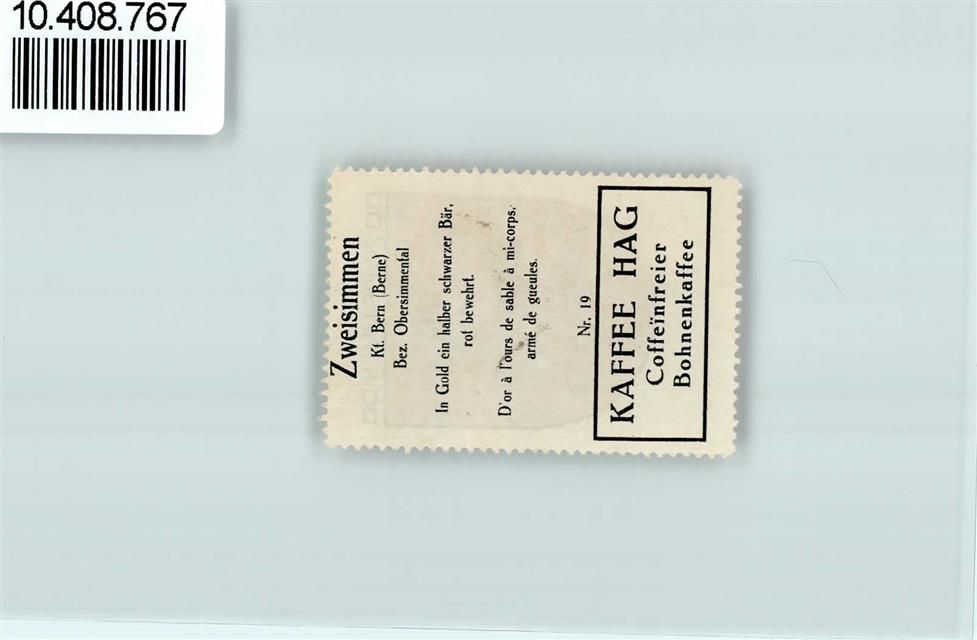 10.408.767
Zweisimmen
Kt. Bern (Berne)
Bez. Obersimmental
In Gold ein halber schwarzer Bär,
rot bewehrt.
D'or à l'ours de sable à mi-corps,
armé de gueules.
Nr. 19
KAFFEE HAG
Coffeïnfreier
Bohnenkaffee